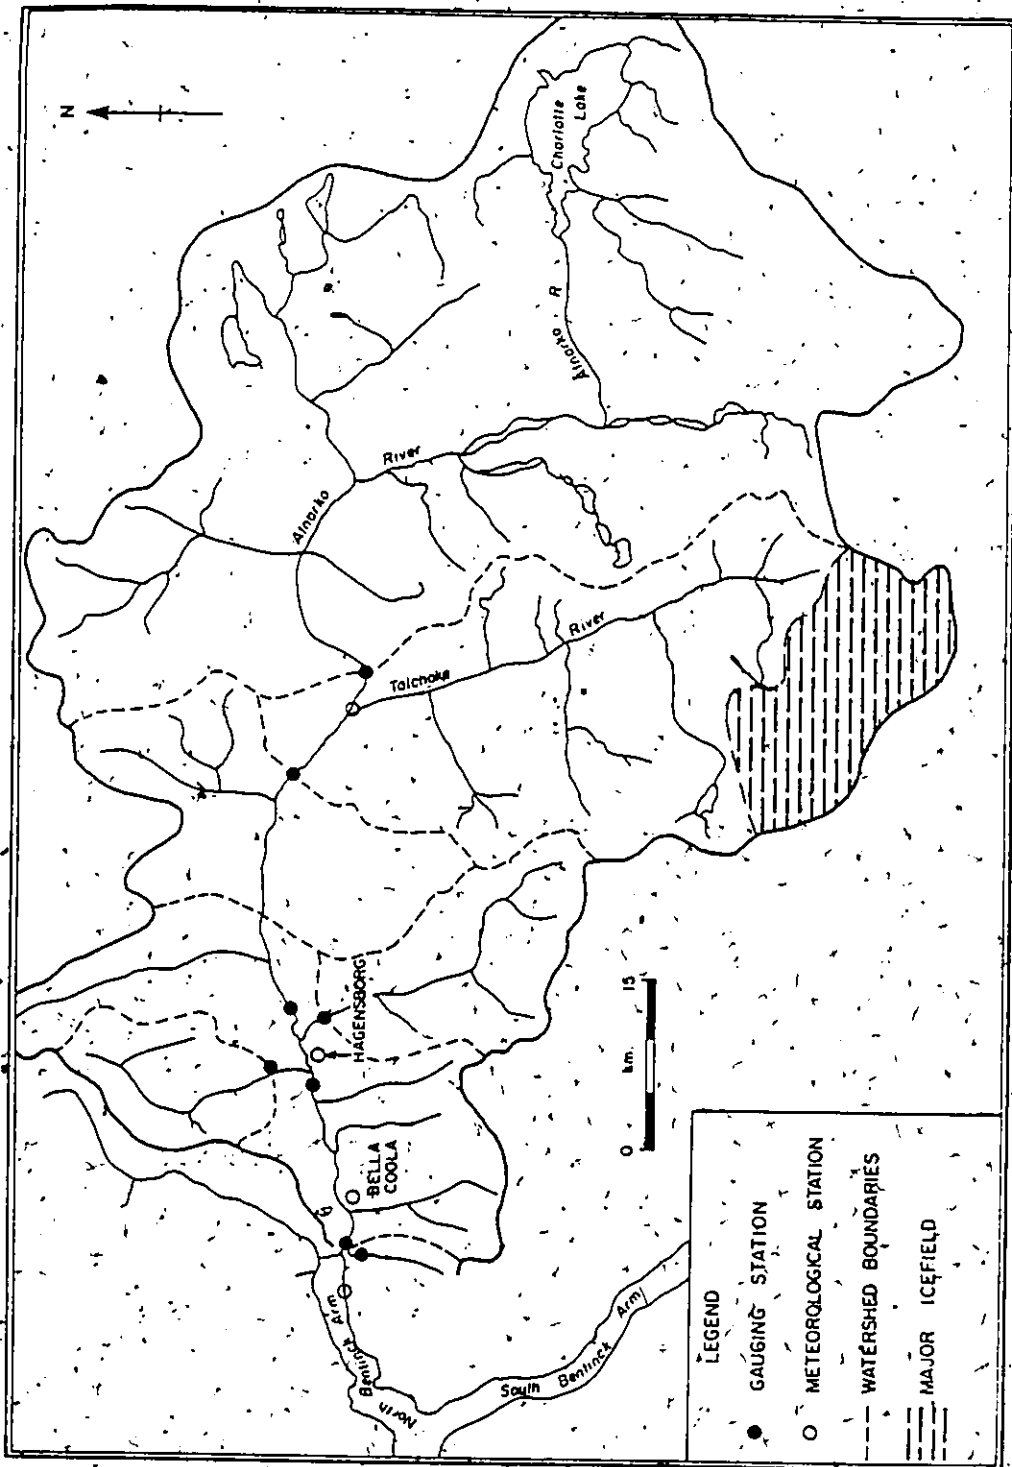 N
Charlotte
Lake
Atnarko R
Atnarko River
Talchako River
HAGENSBORG
BELLA
COOLA
North Bentinck Arm
South Bentinck Arm
0 km. 15
LEGEND
GAUGING STATION
METEOROLOGICAL STATION
WATERSHED BOUNDARIES
MAJOR ICEFIELD